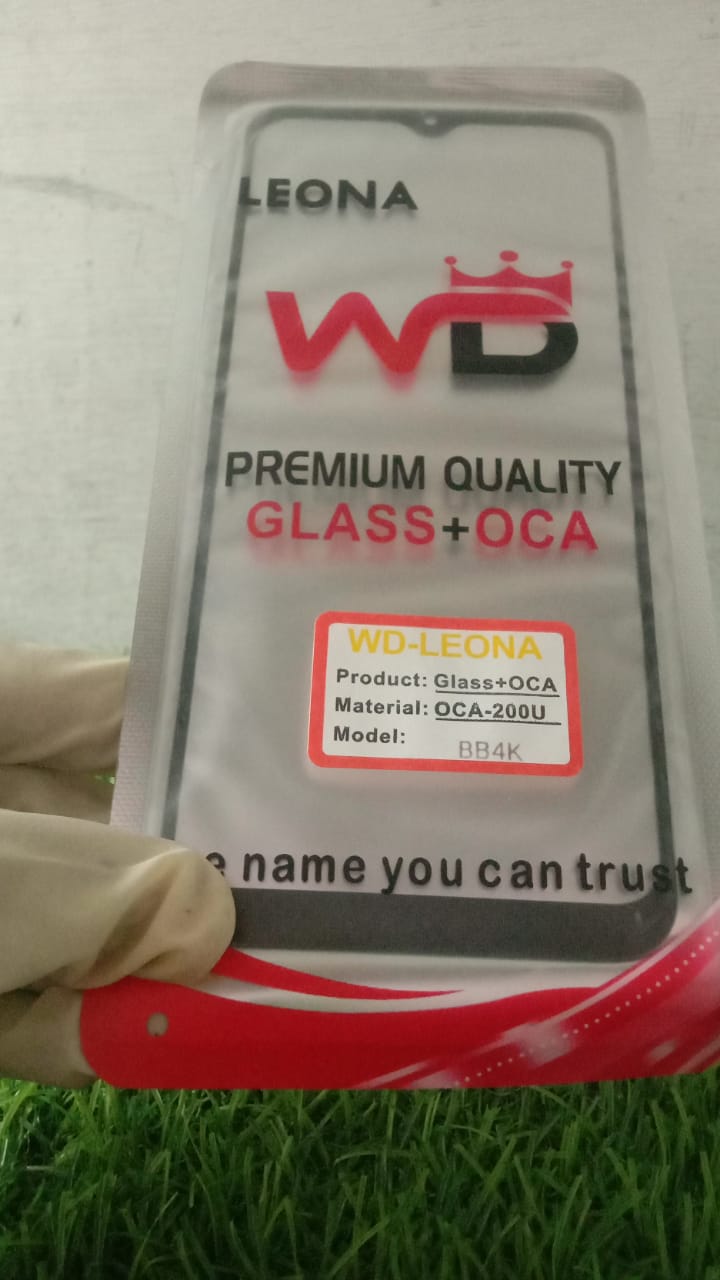 LEONA
WD
PREMIUM QUALITY
GLASS+OCA
WD-LEONA
Product: Glass+OCA
Material: OCA-200U
Model: BB4K
name you can trust